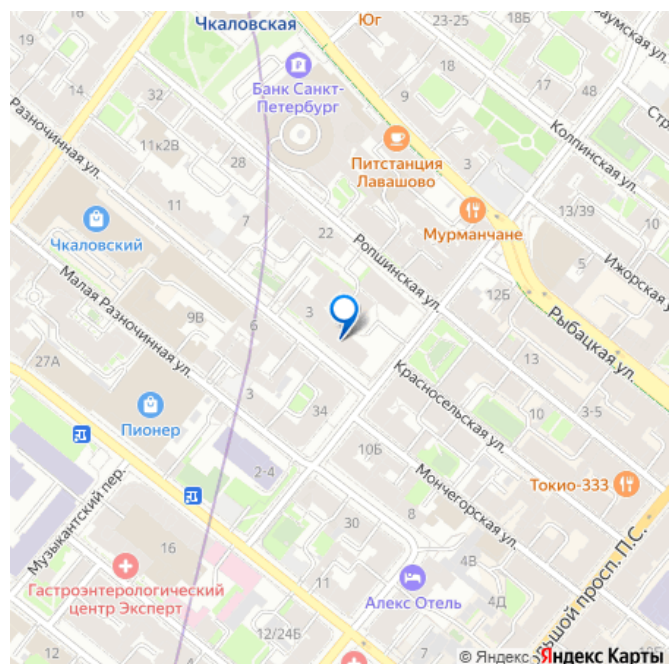 19
Чкаловская
Юг
23-25
18Б
32
Банк Санкт-
Петербург
9
18
17
48
Колпинская ул.
Разночинная ул.
11к2В
28
Питстанция
Лавашово
3
11
7
22
Мурманчане
13/39
10
Чкаловский
Ропшинская ул.
5
Ижорская у
Малая Разночинная ул.
9В
6
3
12Б
Рыбацкая ул.
27А
3
34
Красносельская ул.
13
10
3-5
Пионер
10Б
2-4
Токио-333
Музыкантский пер.
Мончегорская ул.
16
30
8
Гастроэнтерологический
центр Эксперт
11
4В
Алекс Отель
4Д
12
12/24Б
льшой просп. П.С.
© Яндекс Яндекс Карты